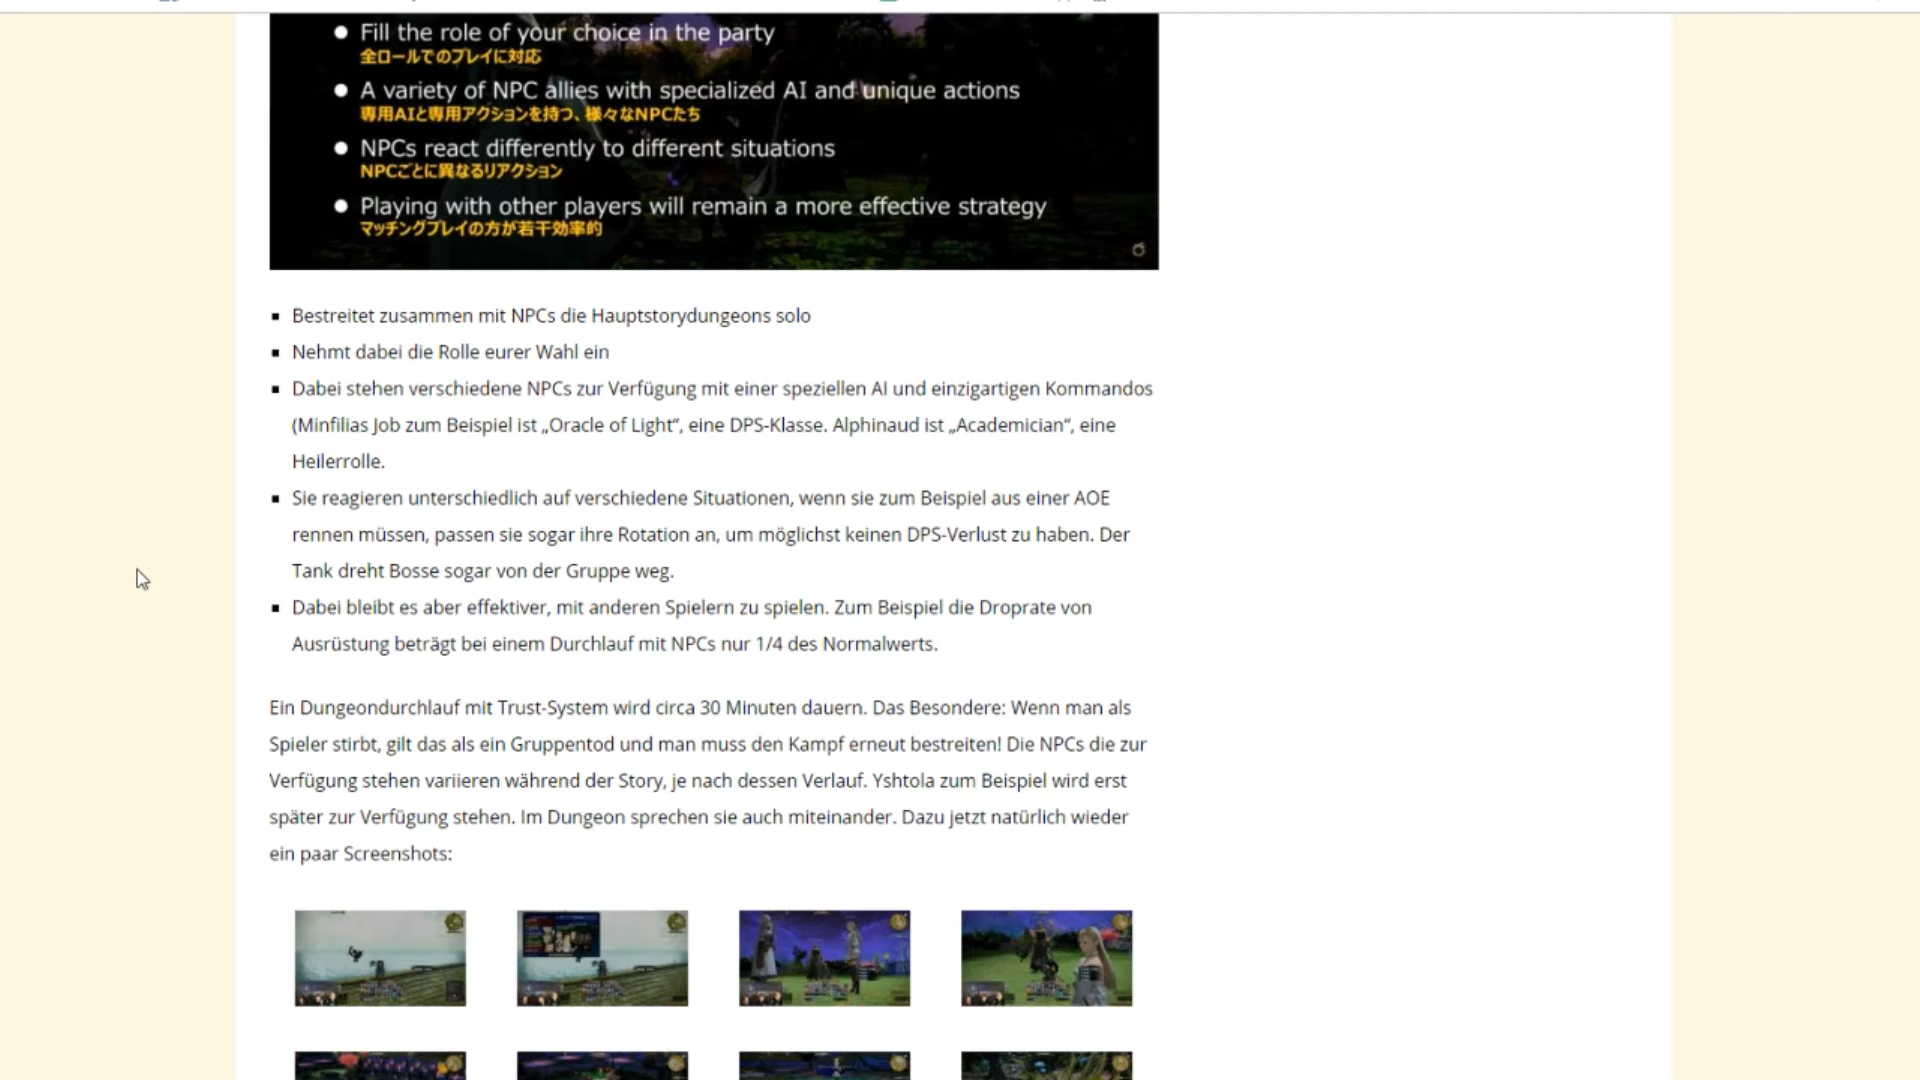 ● Fill the role of your choice in the party
全ロールでのプレイに対応
● A variety of NPC allies with specialized AI and unique actions
専用AIと専用アクションを持つ、様々なNPCたち
● NPCs react differently to different situations
NPCごとに異なるリアクション
● Playing with other players will remain a more effective strategy
マッチングプレイの方が若干効率的
▪ Bestreitet zusammen mit NPCs die Hauptstorydungeons solo
▪ Nehmt dabei die Rolle eurer Wahl ein
▪ Dabei stehen verschiedene NPCs zur Verfügung mit einer speziellen AI und einzigartigen Kommandos
(Minfilias Job zum Beispiel ist „Oracle of Light“, eine DPS-Klasse. Alphinaud ist „Academician“, eine
Heilerrolle.
▪ Sie reagieren unterschiedlich auf verschiedene Situationen, wenn sie zum Beispiel aus einer AOE
rennen müssen, passen sie sogar ihre Rotation an, um möglichst keinen DPS-Verlust zu haben. Der
Tank dreht Bosse sogar von der Gruppe weg.
▪ Dabei bleibt es aber effektiver, mit anderen Spielern zu spielen. Zum Beispiel die Droprate von
Ausrüstung beträgt bei einem Durchlauf mit NPCs nur 1/4 des Normalwerts.
Ein Dungeondurchlauf mit Trust-System wird circa 30 Minuten dauern. Das Besondere: Wenn man als
Spieler stirbt, gilt das als ein Gruppentod und man muss den Kampf erneut bestreiten! Die NPCs die zur
Verfügung stehen variieren während der Story, je nach dessen Verlauf. Yshtola zum Beispiel wird erst
später zur Verfügung stehen. Im Dungeon sprechen sie auch miteinander. Dazu jetzt natürlich wieder
ein paar Screenshots: